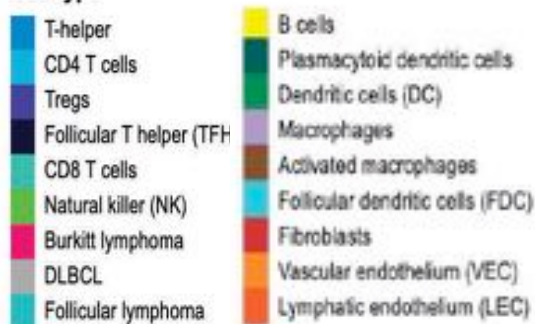 T-helper
CD4 T cells
Tregs
Follicular T helper (TFH
CD8 T cells
Natural killer (NK)
Burkitt lymphoma
DLBCL
Follicular lymphoma
B cells
Plasmacytoid dendritic cells
Dendritic cells (DC)
Macrophages
Activated macrophages
Follicular dendritic cells (FDC)
Fibroblasts
Vascular endothelium (VEC)
Lymphatic endothelium (LEC)